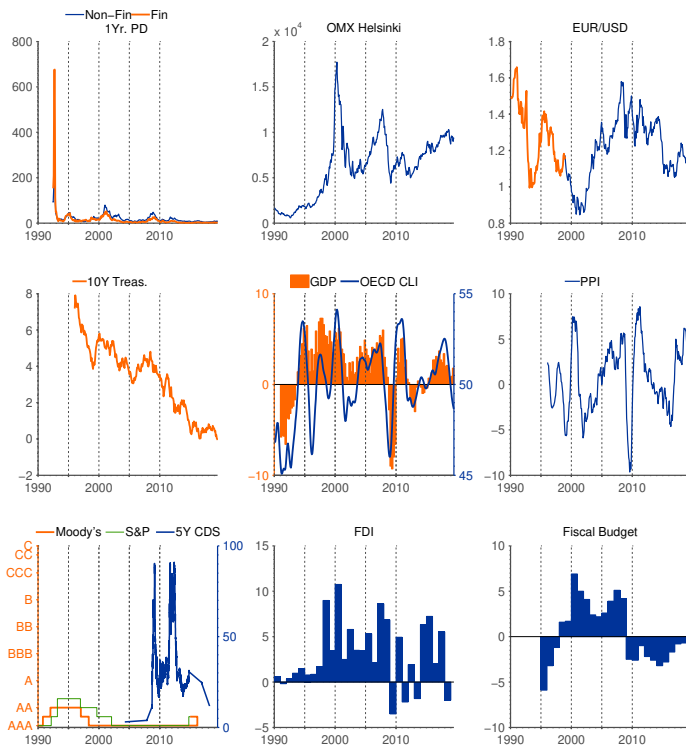 Non-Fin Fin
1Yr. PD
800
600
400
200
0
1990 2000 2010
OMX Helsinki
2 x 10^4
1.5
1
0.5
0
1990 2000 2010
EUR/USD
1.8
1.6
1.4
1.2
1
0.8
1990 2000 2010
10Y Treas.
8
6
4
2
0
−2
1990 2000 2010
GDP OECD CLI
10 55
0 50
−10 45
1990 2000 2010
PPI
10
5
0
−5
−10
1990 2000 2010
Moody's S&P 5Y CDS
C 100
CC
CCC
B
BB 50
BBB
A
AA
AAA 0
1990 2000 2010
FDI
15
10
5
0
−5
1990 2000 2010
Fiscal Budget
10
5
0
−5
−10
1990 2000 2010